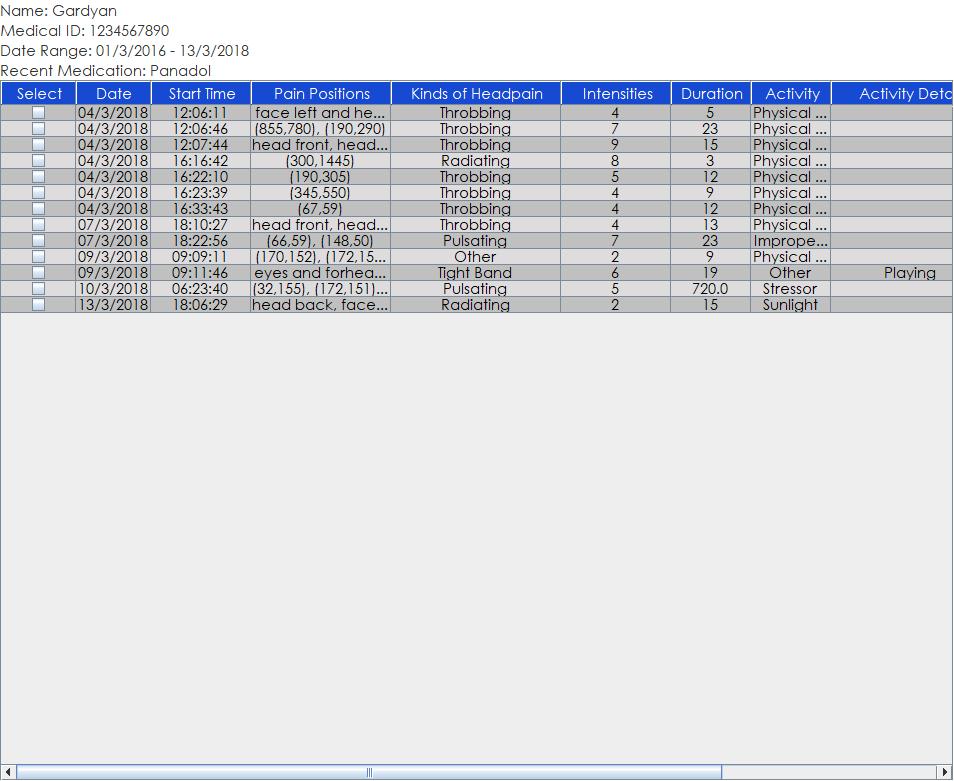 Name: Gardyan
Medical ID: 1234567890
Date Range: 01/3/2016 - 13/3/2018
Recent Medication: Panadol
Select Date Start Time Pain Positions Kinds of Headpain Intensities Duration Activity Activity Deta
04/3/2018 12:06:11 face left and he... Throbbing 4 5 Physical ...
04/3/2018 12:06:46 (855,780), (190,290) Throbbing 7 23 Physical ...
04/3/2018 12:07:44 head front, head... Throbbing 9 15 Physical ...
04/3/2018 16:16:42 (300,1445) Radiating 8 3 Physical ...
04/3/2018 16:22:10 (190,305) Throbbing 5 12 Physical ...
04/3/2018 16:23:39 (345,550) Throbbing 4 9 Physical ...
04/3/2018 16:33:43 (67,59) Throbbing 4 12 Physical ...
07/3/2018 18:10:27 head front, head... Throbbing 4 13 Physical ...
07/3/2018 18:22:56 (66,59), (148,50) Pulsating 7 23 Imprope...
09/3/2018 09:09:11 (170,152), (172,15... Other 2 9 Physical ...
09/3/2018 09:11:46 eyes and forhea... Tight Band 6 19 Other Playing
10/3/2018 06:23:40 (32,155), (172,151)... Pulsating 5 720.0 Stressor
13/3/2018 18:06:29 head back, face... Radiating 2 15 Sunlight